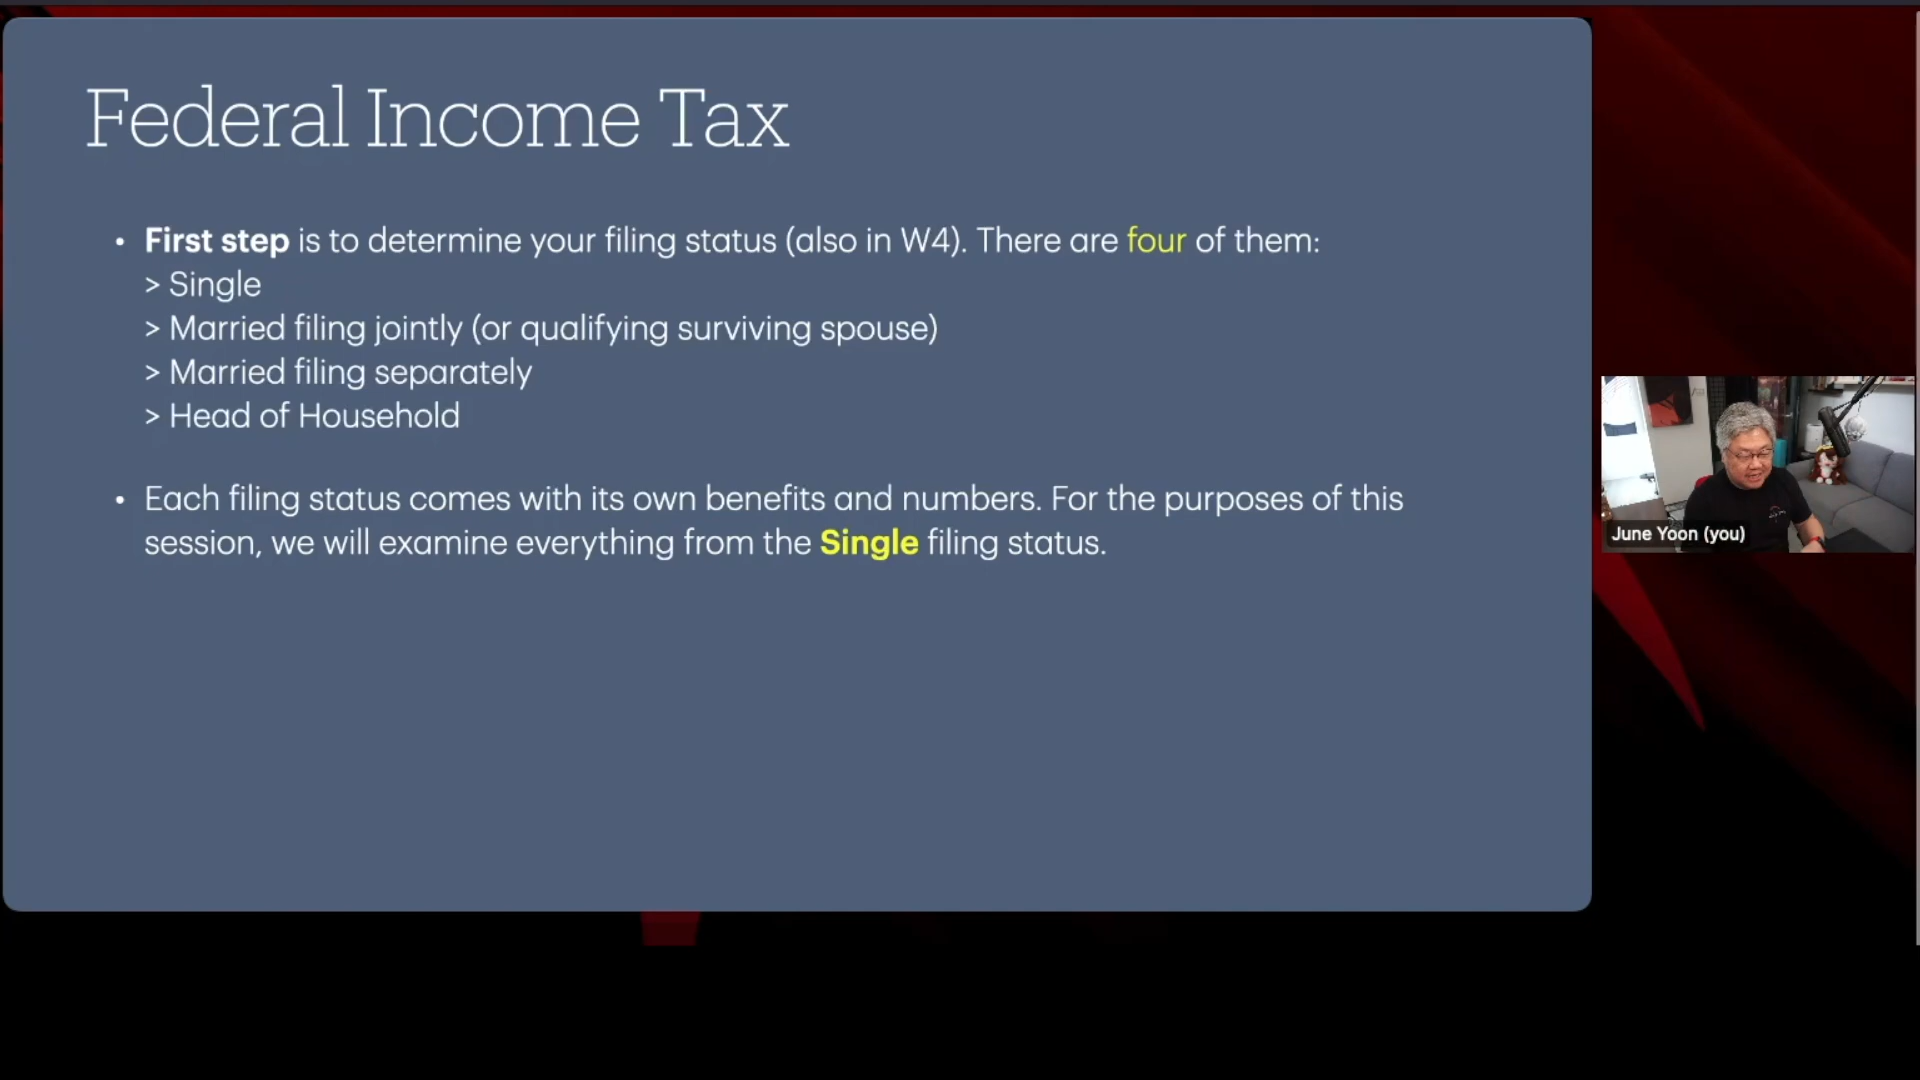 Federal Income Tax
• First step is to determine your filing status (also in W4). There are four of them:
> Single
> Married filing jointly (or qualifying surviving spouse)
> Married filing separately
> Head of Household
• Each filing status comes with its own benefits and numbers. For the purposes of this
session, we will examine everything from the Single filing status.
June Yoon (you)